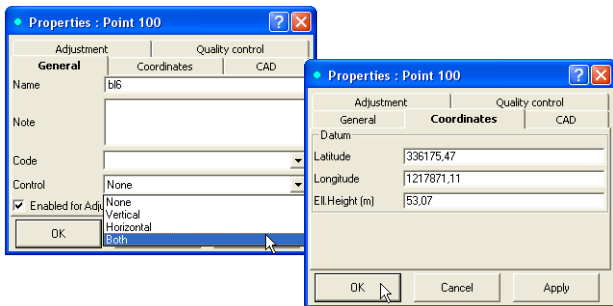 Properties : Point 100
Adjustment Quality control
General Coordinates CAD
Name bl6
Note
Code
Control None
Enabled for Adju
None
Vertical
Horizontal
Both
OK
Properties : Point 100
Adjustment Quality control
General Coordinates CAD
Datum
Latitude 336175,47
Longitude 1217871,11
Ell.Height (m) 53,07
OK Cancel Apply